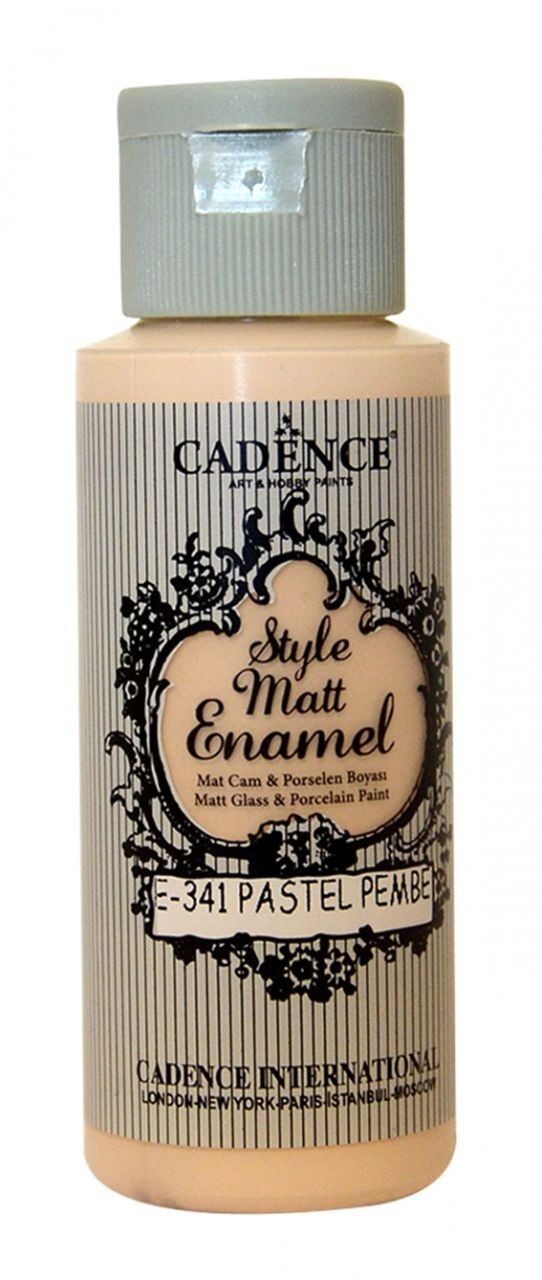 CADENCE®
ART & HOBBY PAINTS
Style
Matt
Enamel
Mat Cam & Porselen Boyası
Matt Glass & Porcelain Paint
E-341 PASTEL PEMBE
CADENCE INTERNATIONAL
LONDON-NEW YORK-PARIS-İSTANBUL-MOSCOW